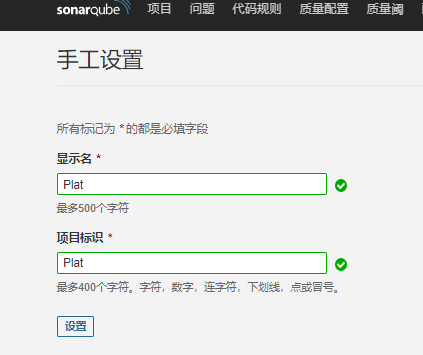 sonarqube 项目 问题 代码规则 质量配置 质量阈
手工设置
所有标记为 * 的都是必填字段
显示名 *
Plat
最多500个字符
项目标识 *
Plat
最多400个字符。字符，数字，连字符，下划线，点或冒号。
设置